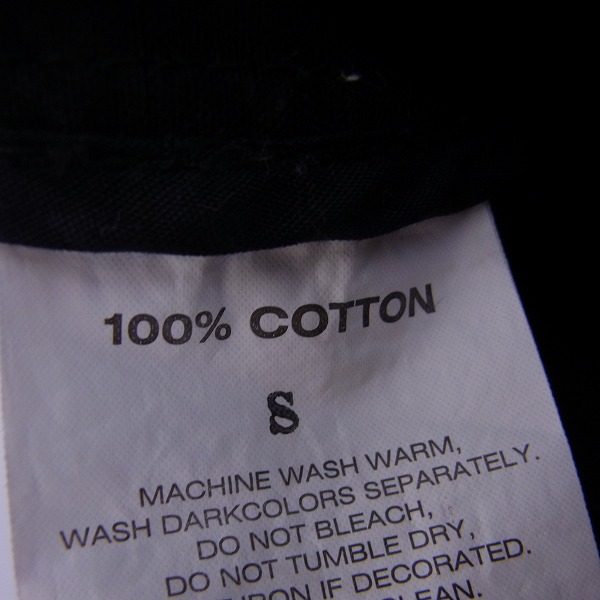 100% COTTON
S
MACHINE WASH WARM,
WASH DARKCOLORS SEPARATELY.
DO NOT BLEACH,
DO NOT TUMBLE DRY,
IRON IF DECORATED.